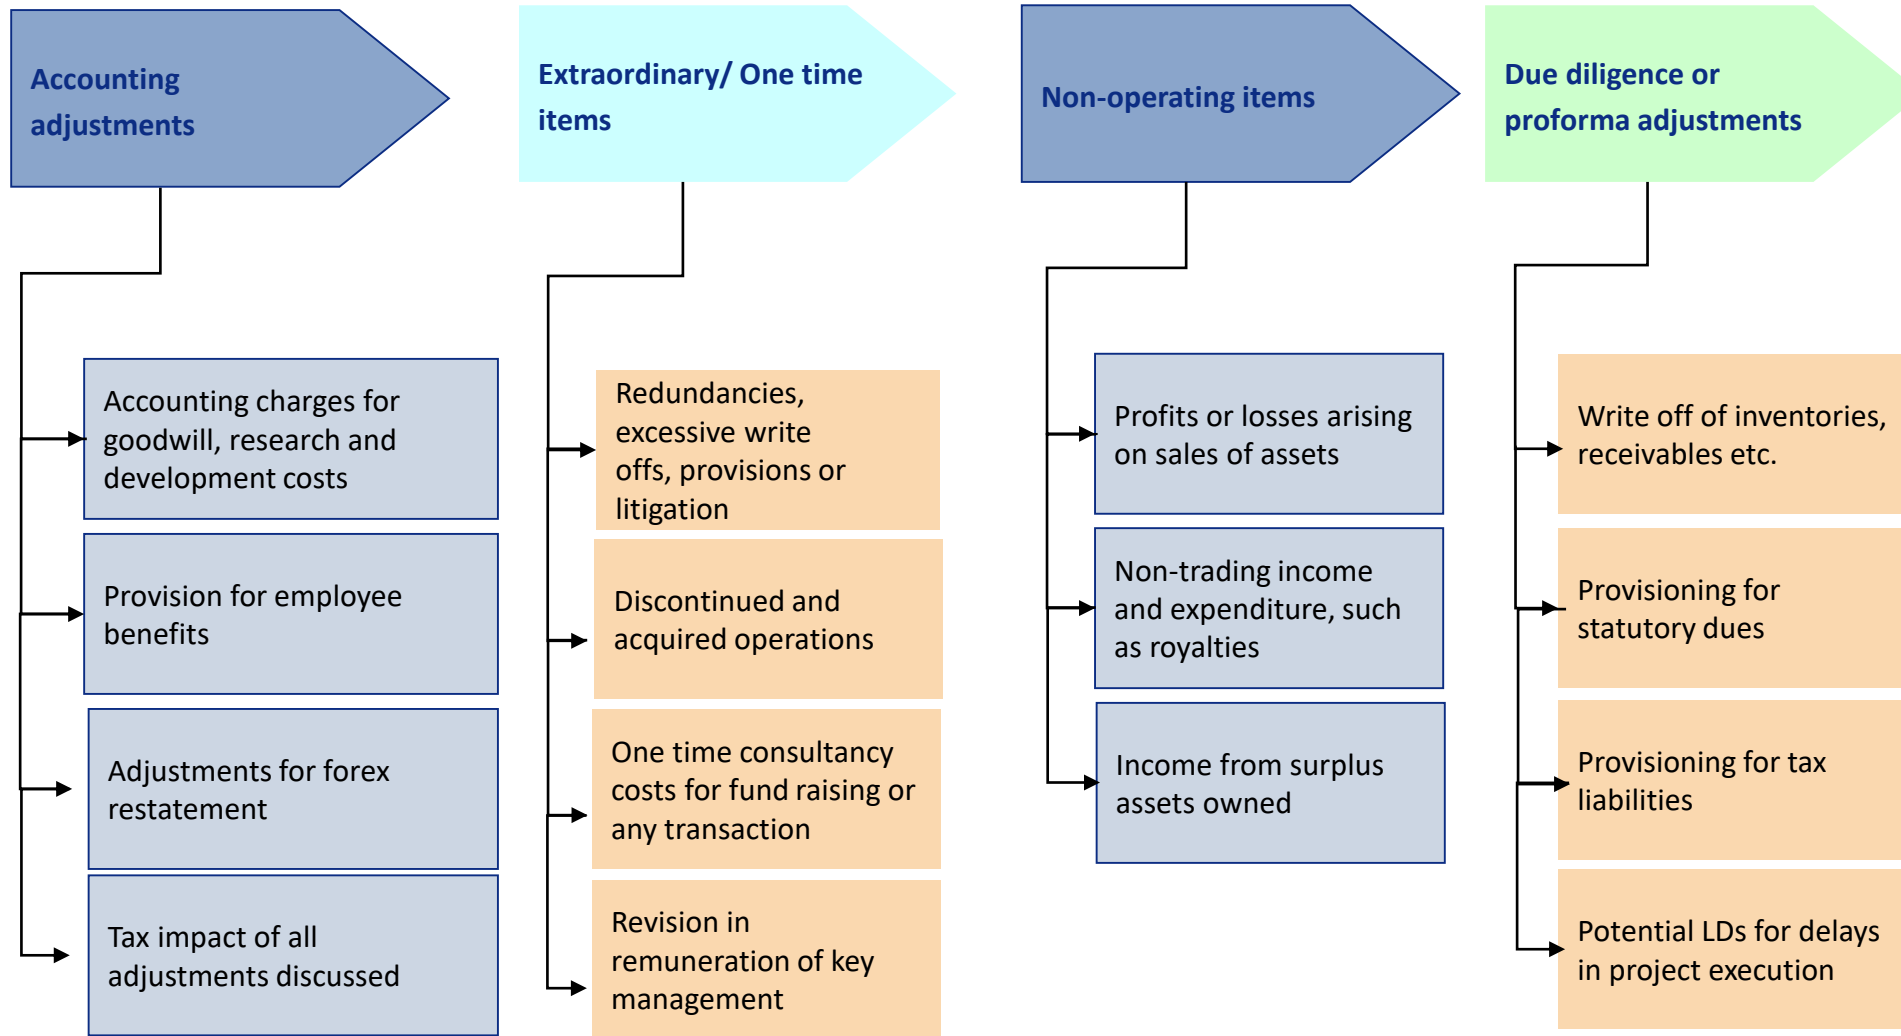 Accounting
adjustments
Accounting charges for
goodwill, research and
development costs
Provision for employee
benefits
Adjustments for forex
restatement
Tax impact of all
adjustments discussed
Extraordinary/ One time
items
Redundancies,
excessive write
offs, provisions or
litigation
Discontinued and
acquired operations
One time consultancy
costs for fund raising or
any transaction
Revision in
remuneration of key
management
Non-operating items
Profits or losses arising
on sales of assets
Non-trading income
and expenditure, such
as royalties
Income from surplus
assets owned
Due diligence or
proforma adjustments
Write off of inventories,
receivables etc.
Provisioning for
statutory dues
Provisioning for tax
liabilities
Potential LDs for delays
in project execution